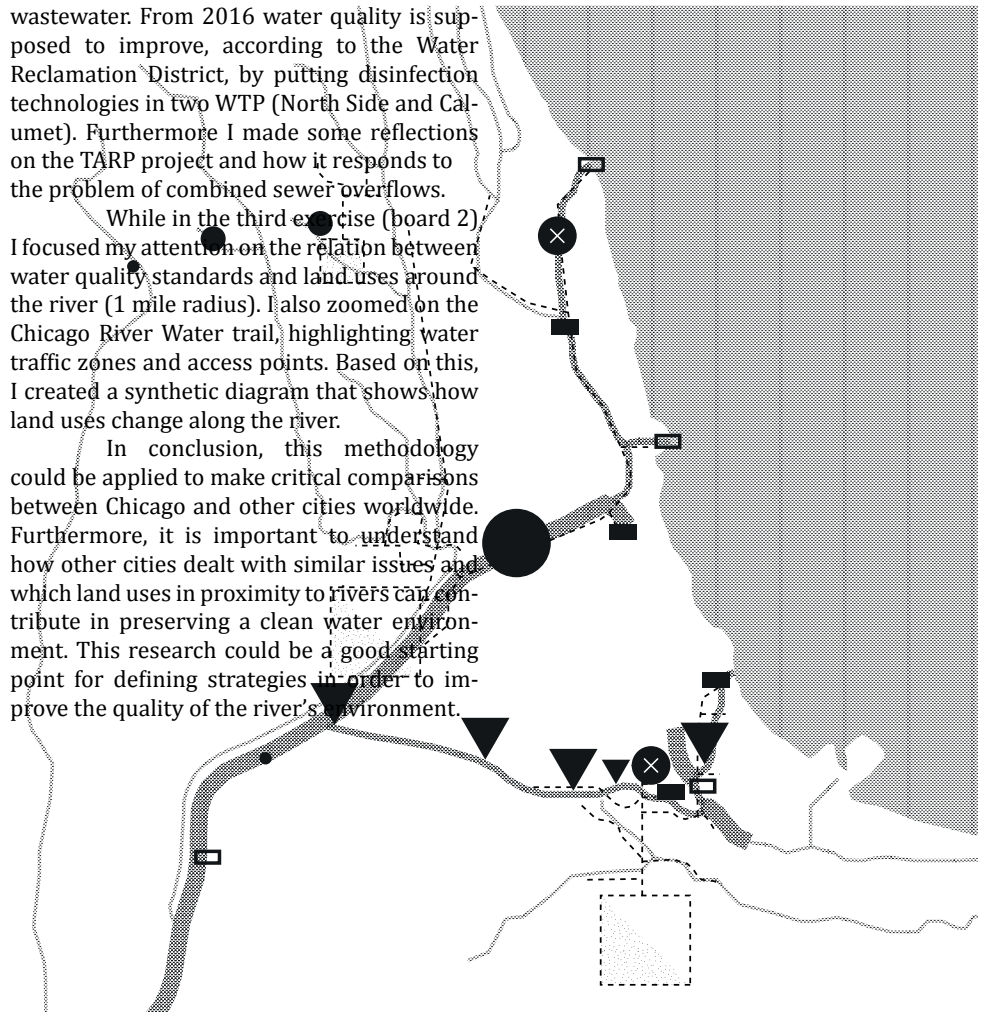 wastewater. From 2016 water quality is sup-
posed to improve, according to the Water
Reclamation District, by putting disinfection
technologies in two WTP (North Side and Cal-
umet). Furthermore I made some reflections
on the TARP project and how it responds to
the problem of combined sewer overflows.
While in the third exercise (board 2)
I focused my attention on the relation between
water quality standards and land uses around
the river (1 mile radius). I also zoomed on the
Chicago River Water trail, highlighting water
traffic zones and access points. Based on this,
I created a synthetic diagram that shows how
land uses change along the river.
In conclusion, this methodology
could be applied to make critical comparisons
between Chicago and other cities worldwide.
Furthermore, it is important to understand
how other cities dealt with similar issues and
which land uses in proximity to rivers can con-
tribute in preserving a clean water environ-
ment. This research could be a good starting
point for defining strategies in order to im-
prove the quality of the river's environment.